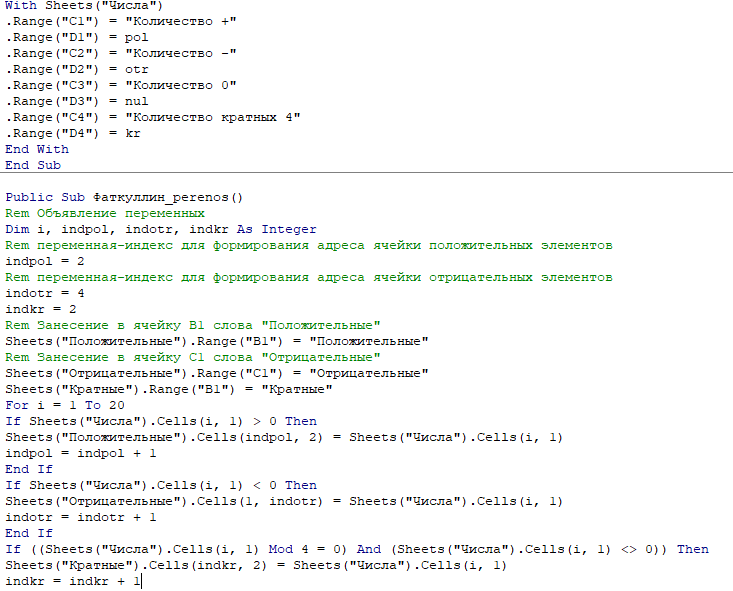 With Sheets("Числа")
.Range("C1") = "Количество +"
.Range("D1") = pol
.Range("C2") = "Количество -"
.Range("D2") = otr
.Range("C3") = "Количество 0"
.Range("D3") = nul
.Range("C4") = "Количество кратных 4"
.Range("D4") = kr
End With
End Sub
Public Sub Фаткуллин_perenos()
Rem Объявление переменных
Dim i, indpol, indotr, indkr As Integer
Rem переменная-индекс для формирования адреса ячейки положительных элементов
indpol = 2
Rem переменная-индекс для формирования адреса ячейки отрицательных элементов
indotr = 4
indkr = 2
Rem Занесение в ячейку B1 слова "Положительные"
Sheets("Положительные").Range("B1") = "Положительные"
Rem Занесение в ячейку C1 слова "Отрицательные"
Sheets("Отрицательные").Range("C1") = "Отрицательные"
Sheets("Кратные").Range("B1") = "Кратные"
For i = 1 To 20
If Sheets("Числа").Cells(i, 1) > 0 Then
Sheets("Положительные").Cells(indpol, 2) = Sheets("Числа").Cells(i, 1)
indpol = indpol + 1
End If
If Sheets("Числа").Cells(i, 1) < 0 Then
Sheets("Отрицательные").Cells(1, indotr) = Sheets("Числа").Cells(i, 1)
indotr = indotr + 1
End If
If ((Sheets("Числа").Cells(i, 1) Mod 4 = 0) And (Sheets("Числа").Cells(i, 1) <> 0)) Then
Sheets("Кратные").Cells(indkr, 2) = Sheets("Числа").Cells(i, 1)
indkr = indkr + 1